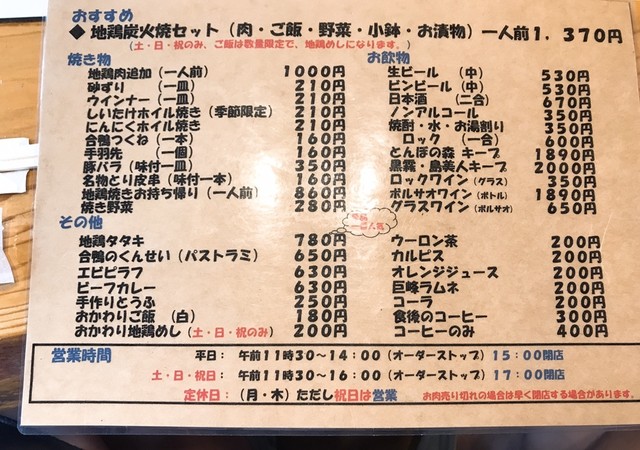 おすすめ
◆ 地鶏炭火焼セット（肉・ご飯・野菜・小鉢・お漬物）一人前1，370円
（土・日・祝のみ、ご飯は数量限定で、地鶏めしになります。）
焼き物
地鶏肉追加（一人前） 1000円
砂ずり （一皿） 210円
ウインナー（一皿） 210円
しいたけホイル焼き（季節限定） 210円
にんにくホイル焼き 210円
合鴨つくね（一本） 160円
手羽先 （一個） 160円
豚バラ（味付一皿） 350円
名物とり皮串（味付一本） 160円
地鶏焼きお持ち帰り（一人前） 860円
焼き野菜 280円
お飲物
生ビール （中） 530円
ビンビール（中） 530円
日本酒 （二合） 670円
ノンアルコール 350円
焼酎・水・お湯割り 350円
ロック （一合） 600円
とんぼの森 キープ 1890円
黒霧・島美人キープ 2000円
ロックワイン（グラス） 350円
ボルサオワイン（ボトル） 1890円
グラスワイン（ボルサオ） 650円
その他
地鶏タタキ 780円
合鴨のくんせい（パストラミ） 650円
エビピラフ 630円
ビーフカレー 630円
手作りとうふ 250円
おかわりご飯（白） 180円
おかわり地鶏めし（土・日・祝のみ） 200円
ウーロン茶 200円
カルピス 200円
オレンジジュース 200円
巨峰ラムネ 200円
コーラ 200円
食後のコーヒー 300円
コーヒーのみ 400円
営業時間
平日： 午前11時30～14：00（オーダーストップ）15：00閉店
土・日・祝日： 午前11時30～16：00（オーダーストップ）17：00閉店
定休日：（月・木）ただし祝日は営業 お肉売り切れの場合は早く閉店する場合があります。